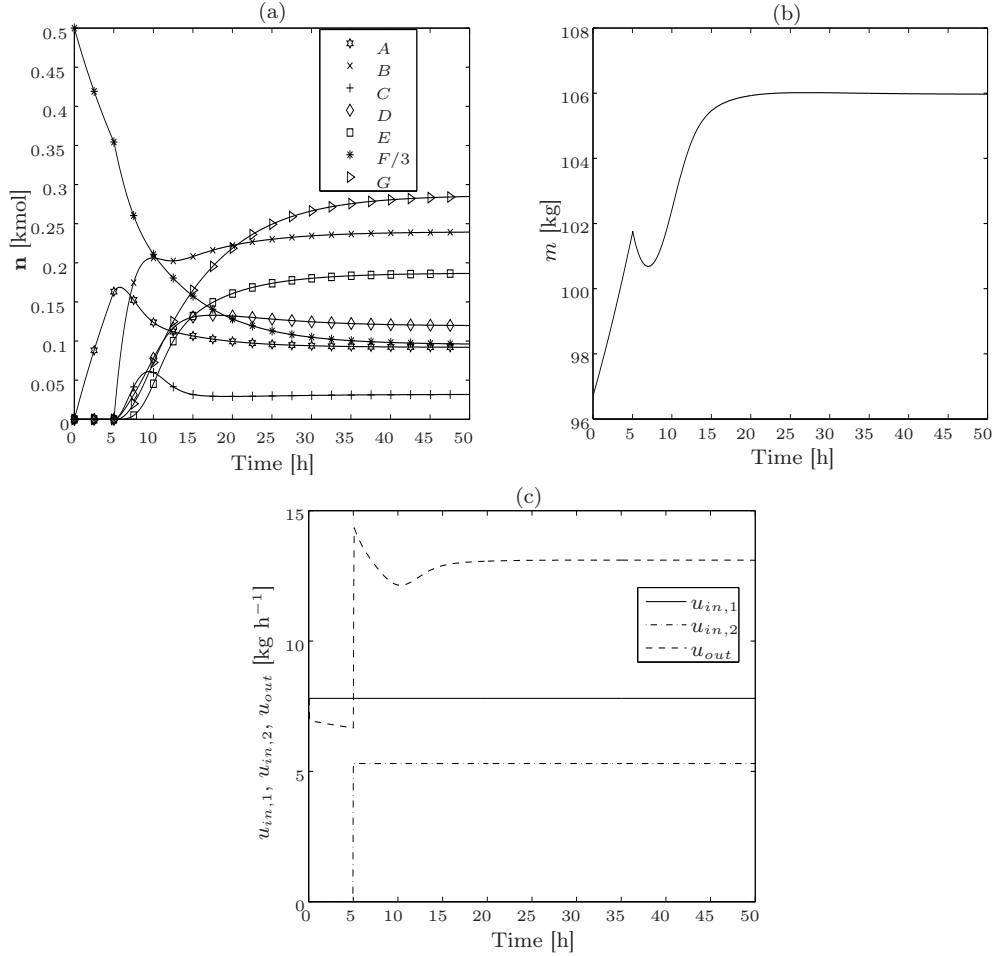 (a)
0.5
0.45
0.4
0.35
0.3
0.25
0.2
0.15
0.1
0.05
0
n [kmol]
A
B
C
D
E
F/3
G
0 5 10 15 20 25 30 35 40 45 50
Time [h]
(b)
108
106
104
102
100
98
96
m [kg]
0 5 10 15 20 25 30 35 40 45 50
Time [h]
(c)
15
10
5
0
u_{in,1}, u_{in,2}, u_{out} [kg h^{-1}]
u_{in,1}
u_{in,2}
u_{out}
0 5 10 15 20 25 30 35 40 45 50
Time [h]